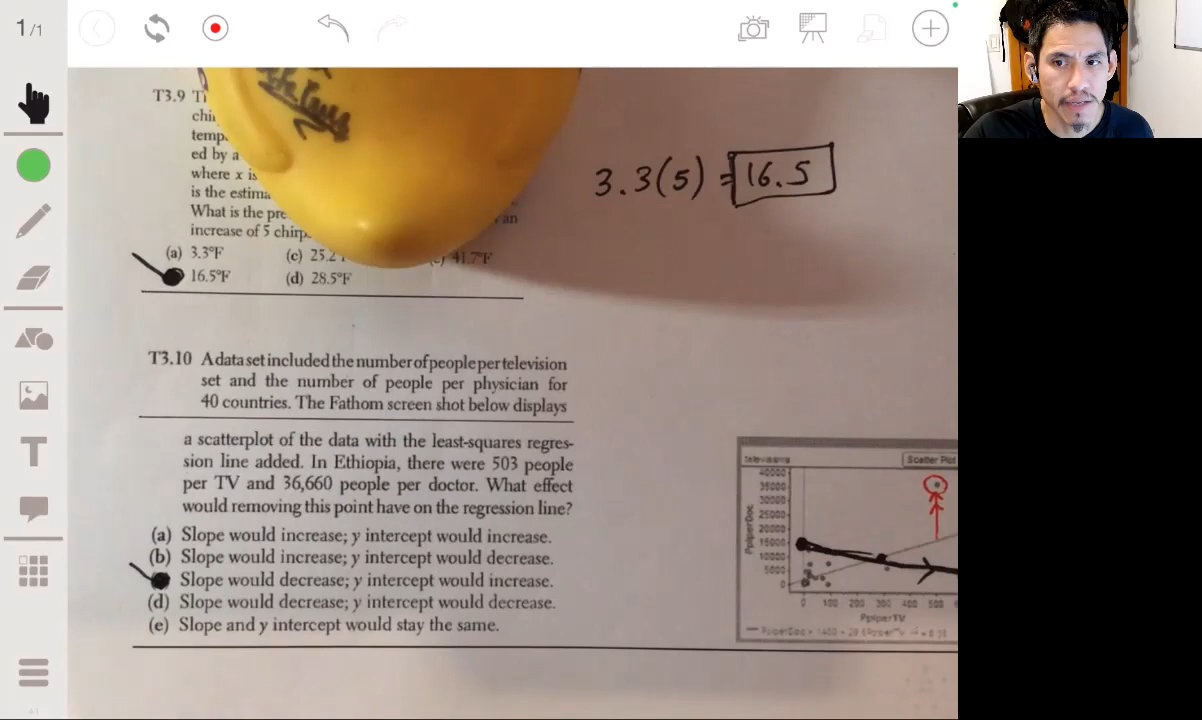 1/1
T3.9
where x is
is the estima
What is the pre
an
increase of 5 chirp
(a) 3.3°F
(c) 25.2
41.7°F
16.5°F
(d) 28.5°F
3.3(5) = 16.5
T3.10 A data set included the number of people per television
set and the number of people per physician for
40 countries. The Fathom screen shot below displays
a scatterplot of the data with the least-squares regres-
sion line added. In Ethiopia, there were 503 people
per TV and 36,660 people per doctor. What effect
would removing this point have on the regression line?
(a) Slope would increase; y intercept would increase.
(b) Slope would increase; y intercept would decrease.
Slope would decrease; y intercept would increase.
(d) Slope would decrease; y intercept would decrease.
(e) Slope and y intercept would stay the same.
televisions
Scatter Plot
PplperDoc
40000
35000
30000
25000
20000
15000
10000
5000
0
0 100 200 300 400 500
PplperTV
T